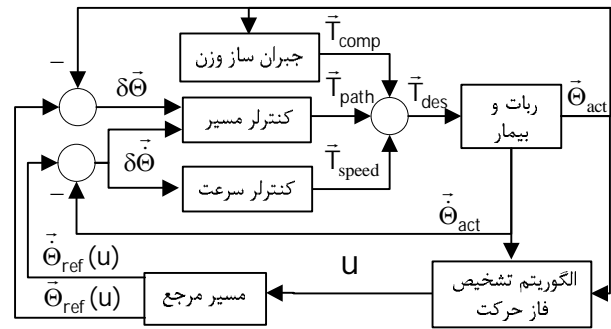 −
جبران ساز وزن
T⃗comp
δΘ⃗
کنترلر مسیر
T⃗path
T⃗des
ربات و
بیمار
Θ⃗act
−
δΘ̇⃗
کنترلر سرعت
T⃗speed
Θ̇⃗act
Θ̇⃗ref(u)
Θ⃗ref(u)
مسیر مرجع
u
الگوریتم تشخیص
فاز حرکت